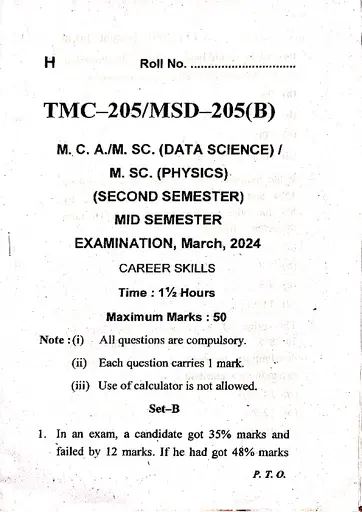 H Roll No. ..............................
TMC–205/MSD–205(B)
M. C. A./M. SC. (DATA SCIENCE) /
M. SC. (PHYSICS)
(SECOND SEMESTER)
MID SEMESTER
EXAMINATION, March, 2024
CAREER SKILLS
Time : 1½ Hours
Maximum Marks : 50
Note : (i) All questions are compulsory.
(ii) Each question carries 1 mark.
(iii) Use of calculator is not allowed.
Set–B
1. In an exam, a candidate got 35% marks and
failed by 12 marks. If he had got 48% marks
P. T. O.